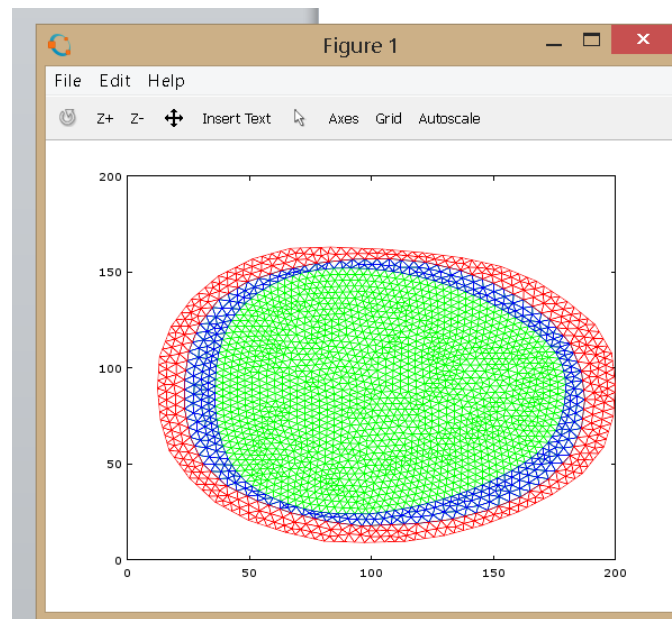 Figure 1
File Edit Help
Z+ Z- Insert Text Axes Grid Autoscale
200
150
100
50
0
0 50 100 150 200